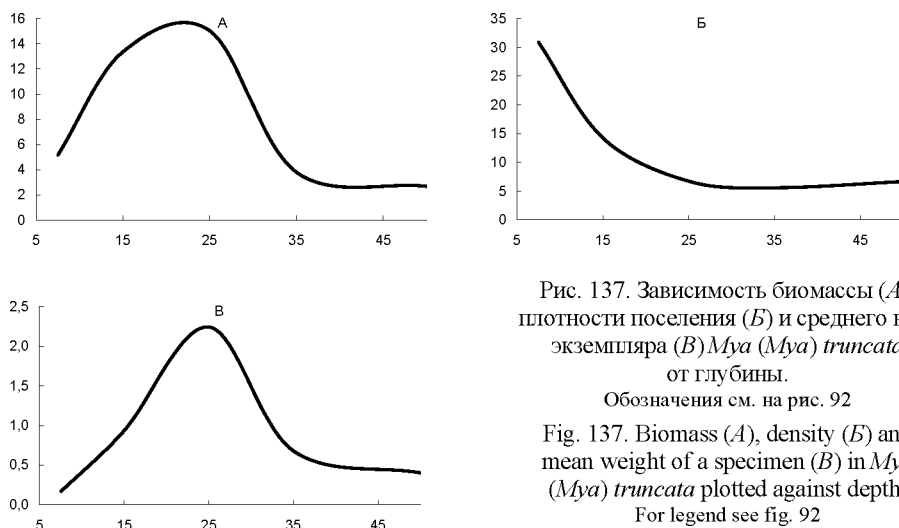 А
16
14
12
10
8
6
4
2
0
5 15 25 35 45
Б
35
30
25
20
15
10
5
0
5 15 25 35 45
В
2,5
2,0
1,5
1,0
0,5
0,0
5 15 25 35 45
Рис. 137. Зависимость биомассы (А
плотности поселения (Б) и среднего
экземпляра (В) Mya (Mya) truncata
от глубины.
Обозначения см. на рис. 92
Fig. 137. Biomass (А), density (Б) an
mean weight of a specimen (В) in My
(Mya) truncata plotted against depth
For legend see fig. 92